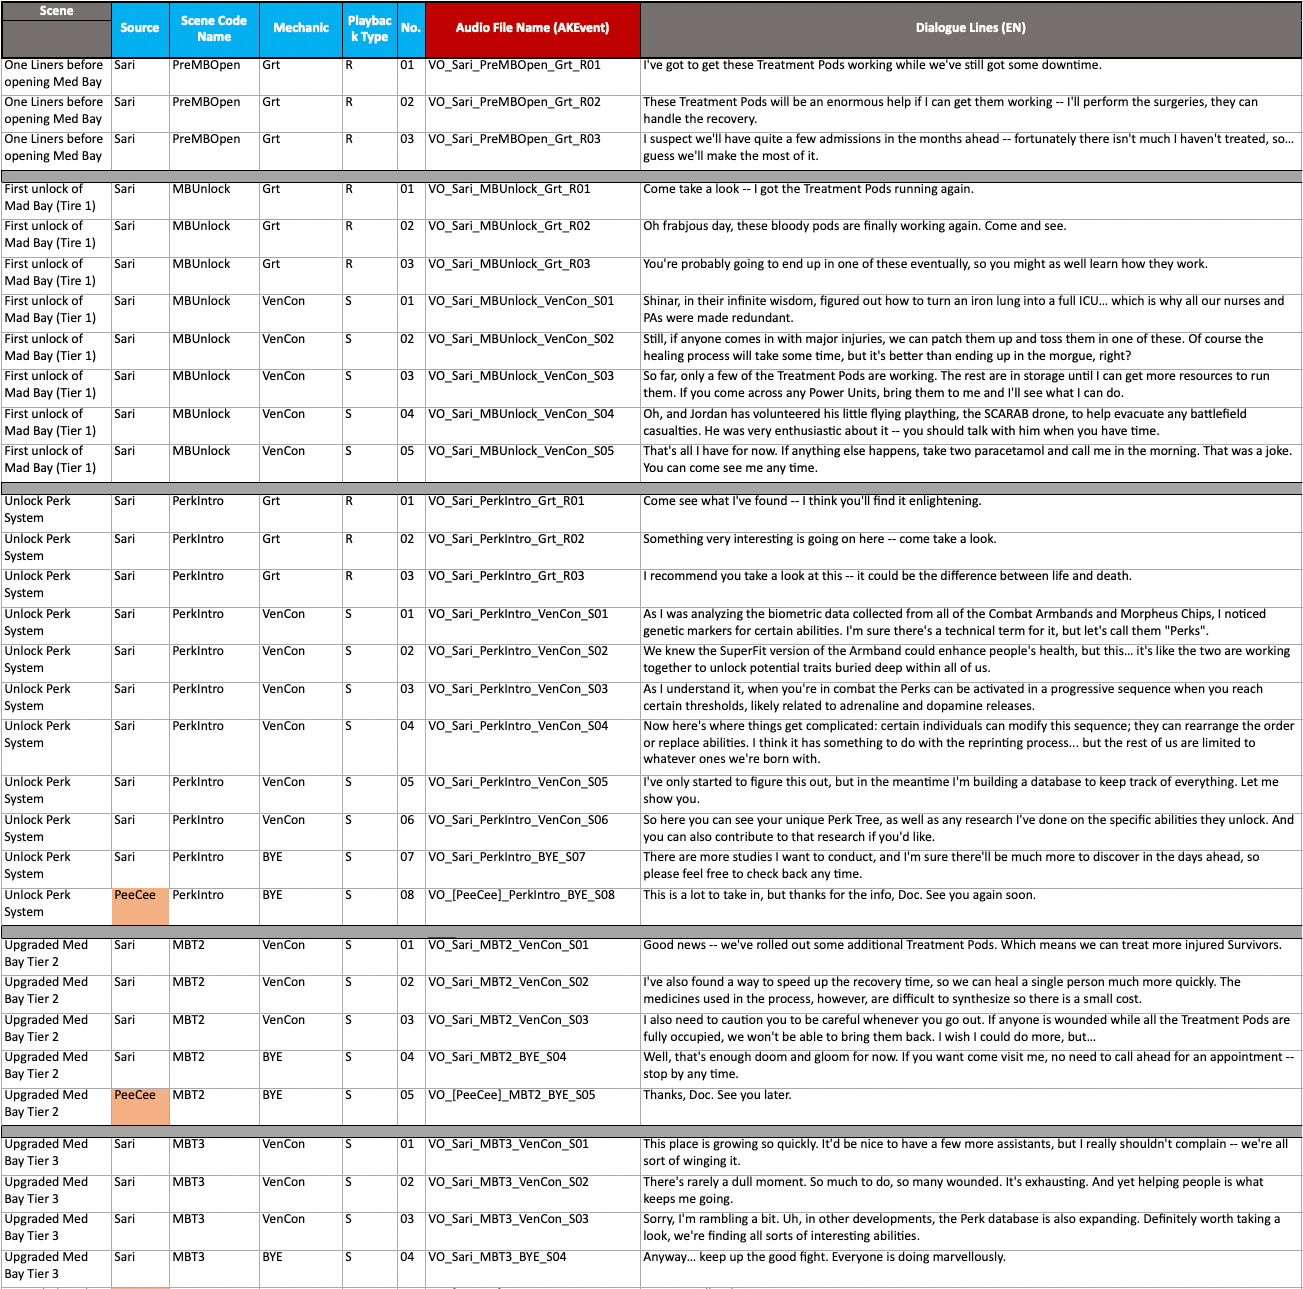 Scene
Source
Scene Code Name
Mechanic
Playbac k Type
No.
Audio File Name (AKEvent)
Dialogue Lines (EN)
One Liners before opening Med Bay Sari PreMBOpen Grt R 01 VO_Sari_PreMBOpen_Grt_R01 I've got to get these Treatment Pods working while we've still got some downtime.
One Liners before opening Med Bay Sari PreMBOpen Grt R 02 VO_Sari_PreMBOpen_Grt_R02 These Treatment Pods will be an enormous help if I can get them working -- I'll perform the surgeries, they can handle the recovery.
One Liners before opening Med Bay Sari PreMBOpen Grt R 03 VO_Sari_PreMBOpen_Grt_R03 I suspect we'll have quite a few admissions in the months ahead -- fortunately there isn't much I haven't treated, so... guess we'll make the most of it.
First unlock of Mad Bay (Tire 1) Sari MBUnlock Grt R 01 VO_Sari_MBUnlock_Grt_R01 Come take a look -- I got the Treatment Pods running again.
First unlock of Mad Bay (Tire 1) Sari MBUnlock Grt R 02 VO_Sari_MBUnlock_Grt_R02 Oh frabjous day, these bloody pods are finally working again. Come and see.
First unlock of Mad Bay (Tire 1) Sari MBUnlock Grt R 03 VO_Sari_MBUnlock_Grt_R03 You're probably going to end up in one of these eventually, so you might as well learn how they work.
First unlock of Mad Bay (Tier 1) Sari MBUnlock VenCon S 01 VO_Sari_MBUnlock_VenCon_S01 Shinar, in their infinite wisdom, figured out how to turn an iron lung into a full ICU... which is why all our nurses and PAs were made redundant.
First unlock of Mad Bay (Tier 1) Sari MBUnlock VenCon S 02 VO_Sari_MBUnlock_VenCon_S02 Still, if anyone comes in with major injuries, we can patch them up and toss them in one of these. Of course the healing process will take some time, but it's better than ending up in the morgue, right?
First unlock of Mad Bay (Tier 1) Sari MBUnlock VenCon S 03 VO_Sari_MBUnlock_VenCon_S03 So far, only a few of the Treatment Pods are working. The rest are in storage until I can get more resources to run them. If you come across any Power Units, bring them to me and I'll see what I can do.
First unlock of Mad Bay (Tier 1) Sari MBUnlock VenCon S 04 VO_Sari_MBUnlock_VenCon_S04 Oh, and Jordan has volunteered his little flying plaything, the SCARAB drone, to help evacuate any battlefield casualties. He was very enthusiastic about it -- you should talk with him when you have time.
First unlock of Mad Bay (Tier 1) Sari MBUnlock VenCon S 05 VO_Sari_MBUnlock_VenCon_S05 That's all I have for now. If anything else happens, take two paracetamol and call me in the morning. That was a joke. You can come see me any time.
Unlock Perk System Sari PerkIntro Grt R 01 VO_Sari_PerkIntro_Grt_R01 Come see what I've found -- I think you'll find it enlightening.
Unlock Perk System Sari PerkIntro Grt R 02 VO_Sari_PerkIntro_Grt_R02 Something very interesting is going on here -- come take a look.
Unlock Perk System Sari PerkIntro Grt R 03 VO_Sari_PerkIntro_Grt_R03 I recommend you take a look at this -- it could be the difference between life and death.
Unlock Perk System Sari PerkIntro VenCon S 01 VO_Sari_PerkIntro_VenCon_S01 As I was analyzing the biometric data collected from all of the Combat Armbands and Morpheus Chips, I noticed genetic markers for certain abilities. I'm sure there's a technical term for it, but let's call them "Perks".
Unlock Perk System Sari PerkIntro VenCon S 02 VO_Sari_PerkIntro_VenCon_S02 We knew the SuperFit version of the Armband could enhance people's health, but this... it's like the two are working together to unlock potential traits buried deep within all of us.
Unlock Perk System Sari PerkIntro VenCon S 03 VO_Sari_PerkIntro_VenCon_S03 As I understand it, when you're in combat the Perks can be activated in a progressive sequence when you reach certain thresholds, likely related to adrenaline and dopamine releases.
Unlock Perk System Sari PerkIntro VenCon S 04 VO_Sari_PerkIntro_VenCon_S04 Now here's where things get complicated: certain individuals can modify this sequence; they can rearrange the order or replace abilities. I think it has something to do with the reprinting process... but the rest of us are limited to whatever ones we're born with.
Unlock Perk System Sari PerkIntro VenCon S 05 VO_Sari_PerkIntro_VenCon_S05 I've only started to figure this out, but in the meantime I'm building a database to keep track of everything. Let me show you.
Unlock Perk System Sari PerkIntro VenCon S 06 VO_Sari_PerkIntro_VenCon_S06 So here you can see your unique Perk Tree, as well as any research I've done on the specific abilities they unlock. And you can also contribute to that research if you'd like.
Unlock Perk System Sari PerkIntro BYE S 07 VO_Sari_PerkIntro_BYE_S07 There are more studies I want to conduct, and I'm sure there'll be much more to discover in the days ahead, so please feel free to check back any time.
Unlock Perk System PeeCee PerkIntro BYE S 08 VO_[PeeCee]_PerkIntro_BYE_S08 This is a lot to take in, but thanks for the info, Doc. See you again soon.
Upgraded Med Bay Tier 2 Sari MBT2 VenCon S 01 VO_Sari_MBT2_VenCon_S01 Good news -- we've rolled out some additional Treatment Pods. Which means we can treat more injured Survivors.
Upgraded Med Bay Tier 2 Sari MBT2 VenCon S 02 VO_Sari_MBT2_VenCon_S02 I've also found a way to speed up the recovery time, so we can heal a single person much more quickly. The medicines used in the process, however, are difficult to synthesize so there is a small cost.
Upgraded Med Bay Tier 2 Sari MBT2 VenCon S 03 VO_Sari_MBT2_VenCon_S03 I also need to caution you to be careful whenever you go out. If anyone is wounded while all the Treatment Pods are fully occupied, we won't be able to bring them back. I wish I could do more, but...
Upgraded Med Bay Tier 2 Sari MBT2 BYE S 04 VO_Sari_MBT2_BYE_S04 Well, that's enough doom and gloom for now. If you want come visit me, no need to call ahead for an appointment -- stop by any time.
Upgraded Med Bay Tier 2 PeeCee MBT2 BYE S 05 VO_[PeeCee]_MBT2_BYE_S05 Thanks, Doc. See you later.
Upgraded Med Bay Tier 3 Sari MBT3 VenCon S 01 VO_Sari_MBT3_VenCon_S01 This place is growing so quickly. It'd be nice to have a few more assistants, but I really shouldn't complain -- we're all sort of winging it.
Upgraded Med Bay Tier 3 Sari MBT3 VenCon S 02 VO_Sari_MBT3_VenCon_S02 There's rarely a dull moment. So much to do, so many wounded. It's exhausting. And yet helping people is what keeps me going.
Upgraded Med Bay Tier 3 Sari MBT3 VenCon S 03 VO_Sari_MBT3_VenCon_S03 Sorry, I'm rambling a bit. Uh, in other developments, the Perk database is also expanding. Definitely worth taking a look, we're finding all sorts of interesting abilities.
Upgraded Med Bay Tier 3 Sari MBT3 BYE S 04 VO_Sari_MBT3_BYE_S04 Anyway... keep up the good fight. Everyone is doing marvellously.